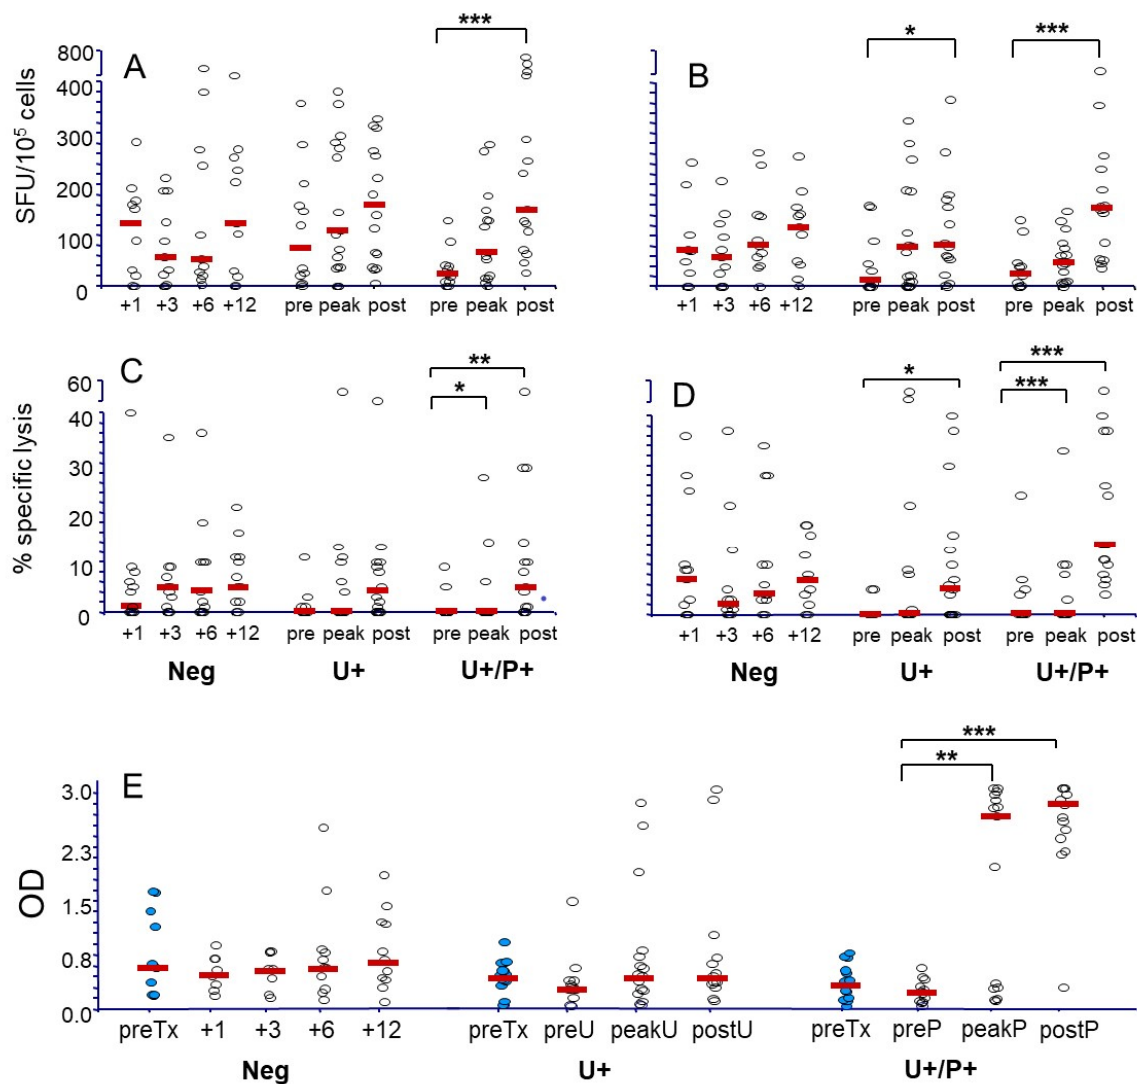 A
B
***
*
***
800
400
300
200
100
0
SFU/10⁵ cells
+1 +3 +6 +12 pre peak post pre peak post
+1 +3 +6 +12 pre peak post pre peak post
C
D
**
*
*
***
***
60
40
30
20
10
0
% specific lysis
+1 +3 +6 +12 pre peak post pre peak post
+1 +3 +6 +12 pre peak post pre peak post
Neg U+ U+/P+
Neg U+ U+/P+
E
***
**
3.0
2.3
1.5
0.8
0.0
OD
preTx +1 +3 +6 +12 preTx preU peakU postU preTx preP peakP postP
Neg U+ U+/P+